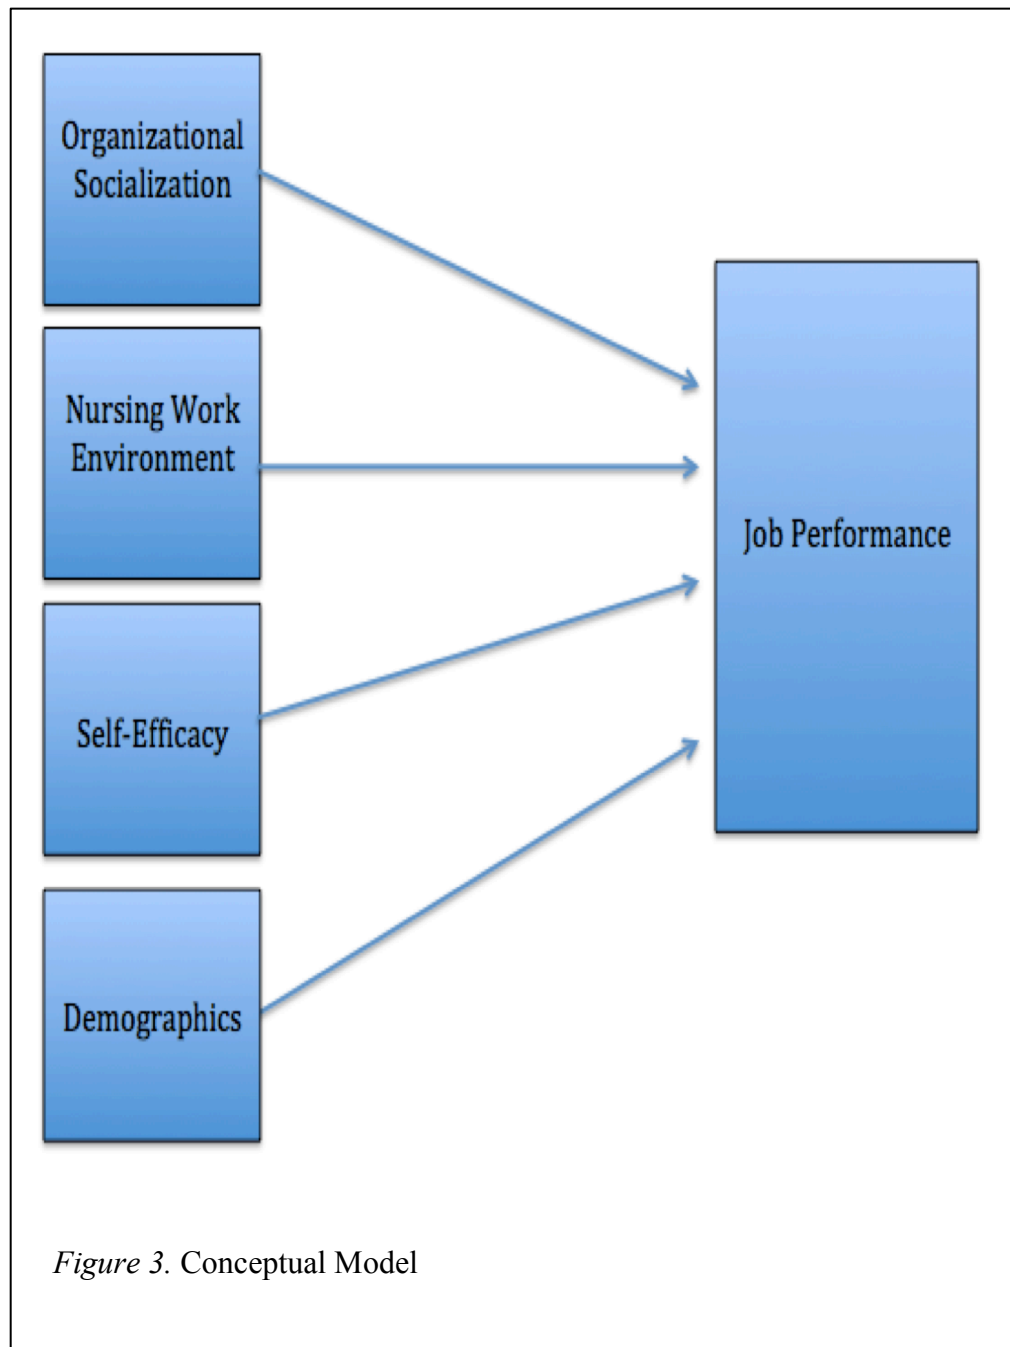 Organizational
Socialization
Nursing Work
Environment
Self-Efficacy
Demographics
Job Performance
Figure 3. Conceptual Model